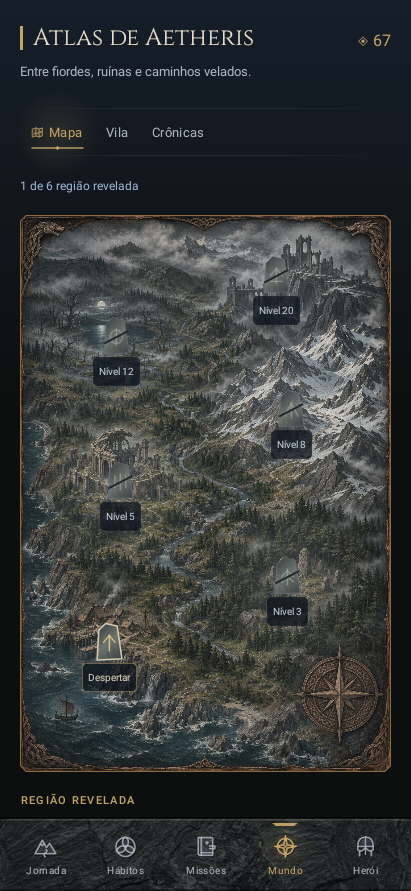 Atlas de Aetheris
67
Entre fiordes, ruínas e caminhos velados.
Mapa
Vila
Crônicas
1 de 6 região revelada
Nível 20
Nível 12
Nível 8
Nível 5
Nível 3
Despertar
REGIÃO REVELADA
Jornada
Hábitos
Missões
Mundo
Herói